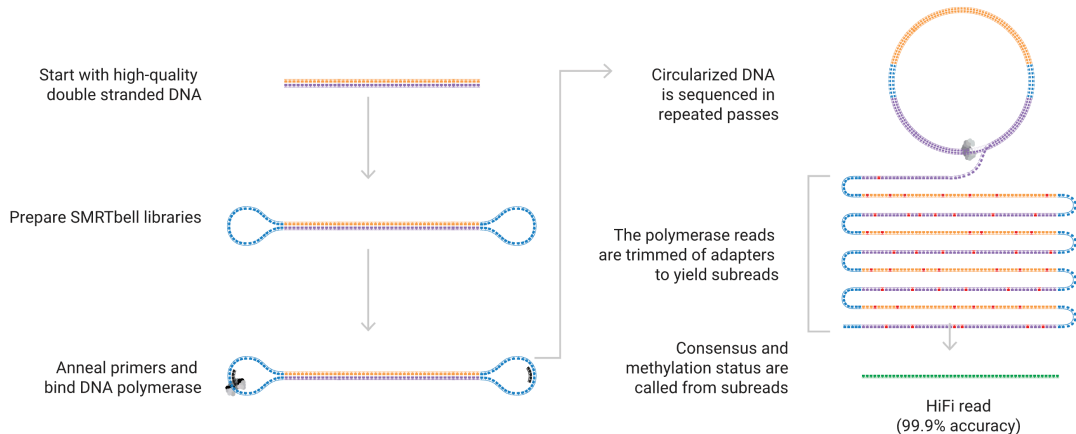 Start with high-quality
double stranded DNA
Prepare SMRTbell libraries
Anneal primers and
bind DNA polymerase
Circularized DNA
is sequenced in
repeated passes
The polymerase reads
are trimmed of adapters
to yield subreads
Consensus and
methylation status are
called from subreads
HiFi read
(99.9% accuracy)